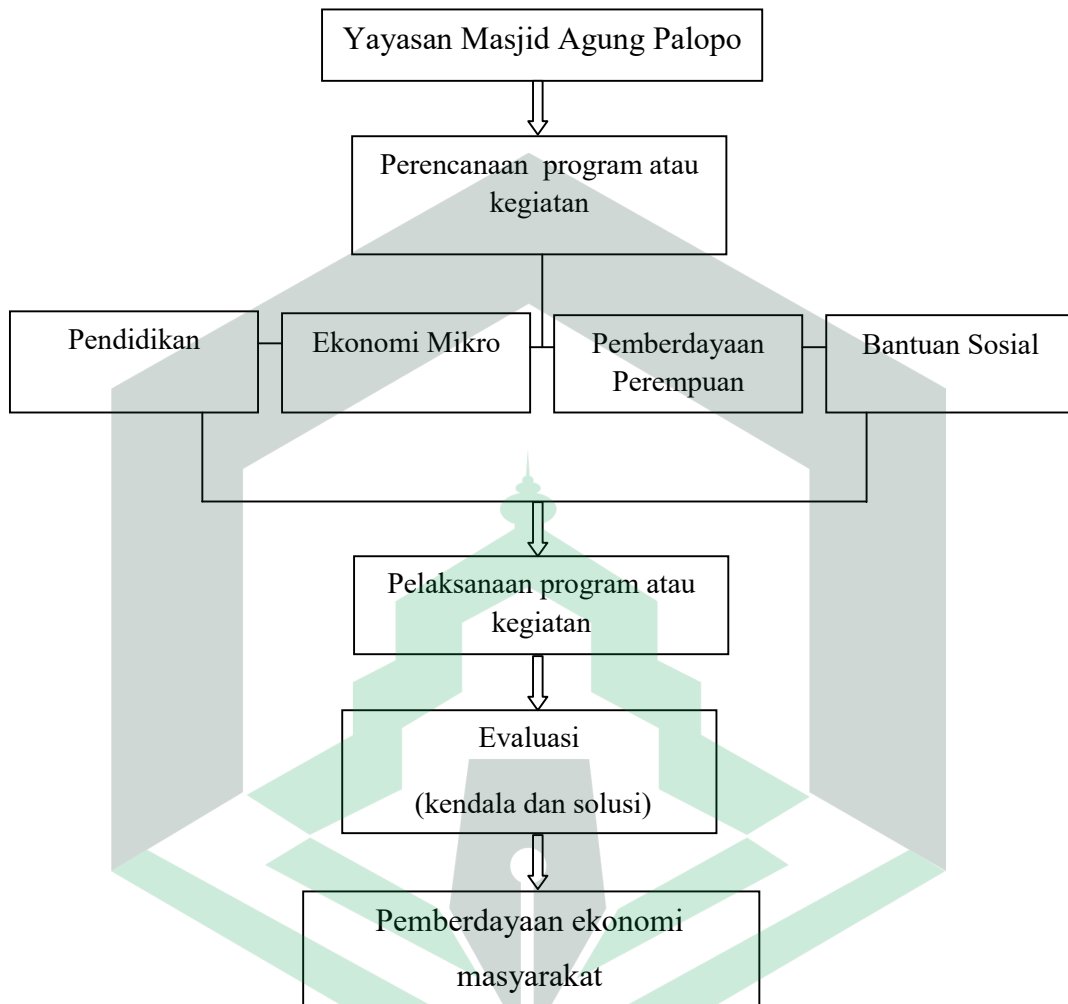 Yayasan Masjid Agung Palopo
Perencanaan program atau
kegiatan
Pendidikan
Ekonomi Mikro
Pemberdayaan
Perempuan
Bantuan Sosial
Pelaksanaan program atau
kegiatan
Evaluasi
(kendala dan solusi)
Pemberdayaan ekonomi
masyarakat